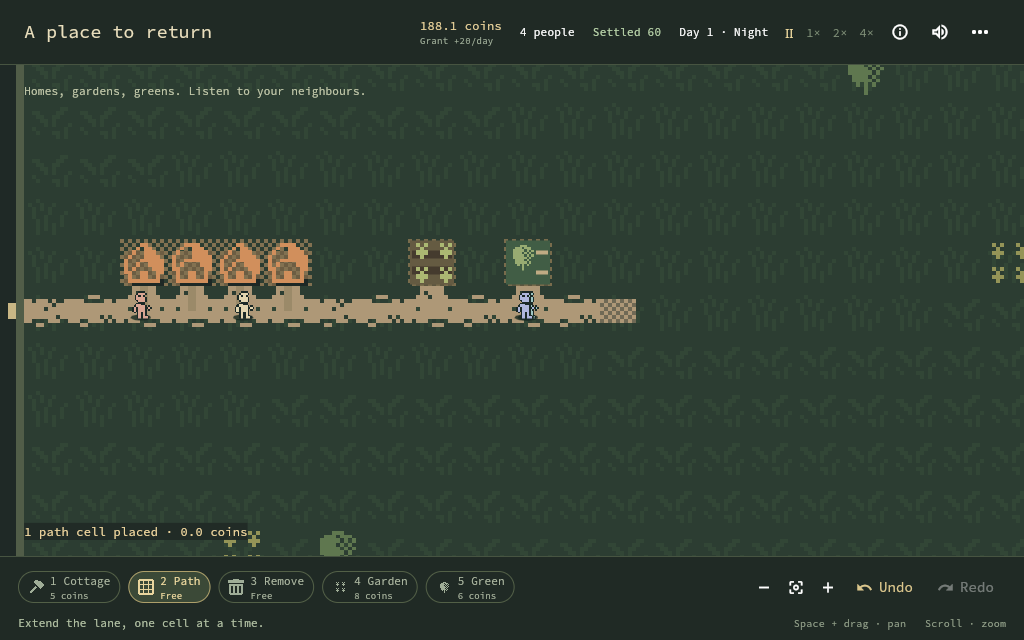 A place to return
188.1 coins
Grant +20/day
4 people
Settled 60
Day 1 · Night
II
1×
2×
4×
Homes, gardens, greens. Listen to your neighbours.
1 path cell placed · 0.0 coins
1 Cottage
5 coins
2 Path
Free
3 Remove
Free
4 Garden
8 coins
5 Green
6 coins
Undo
Redo
Extend the lane, one cell at a time.
Space + drag · pan
Scroll · zoom